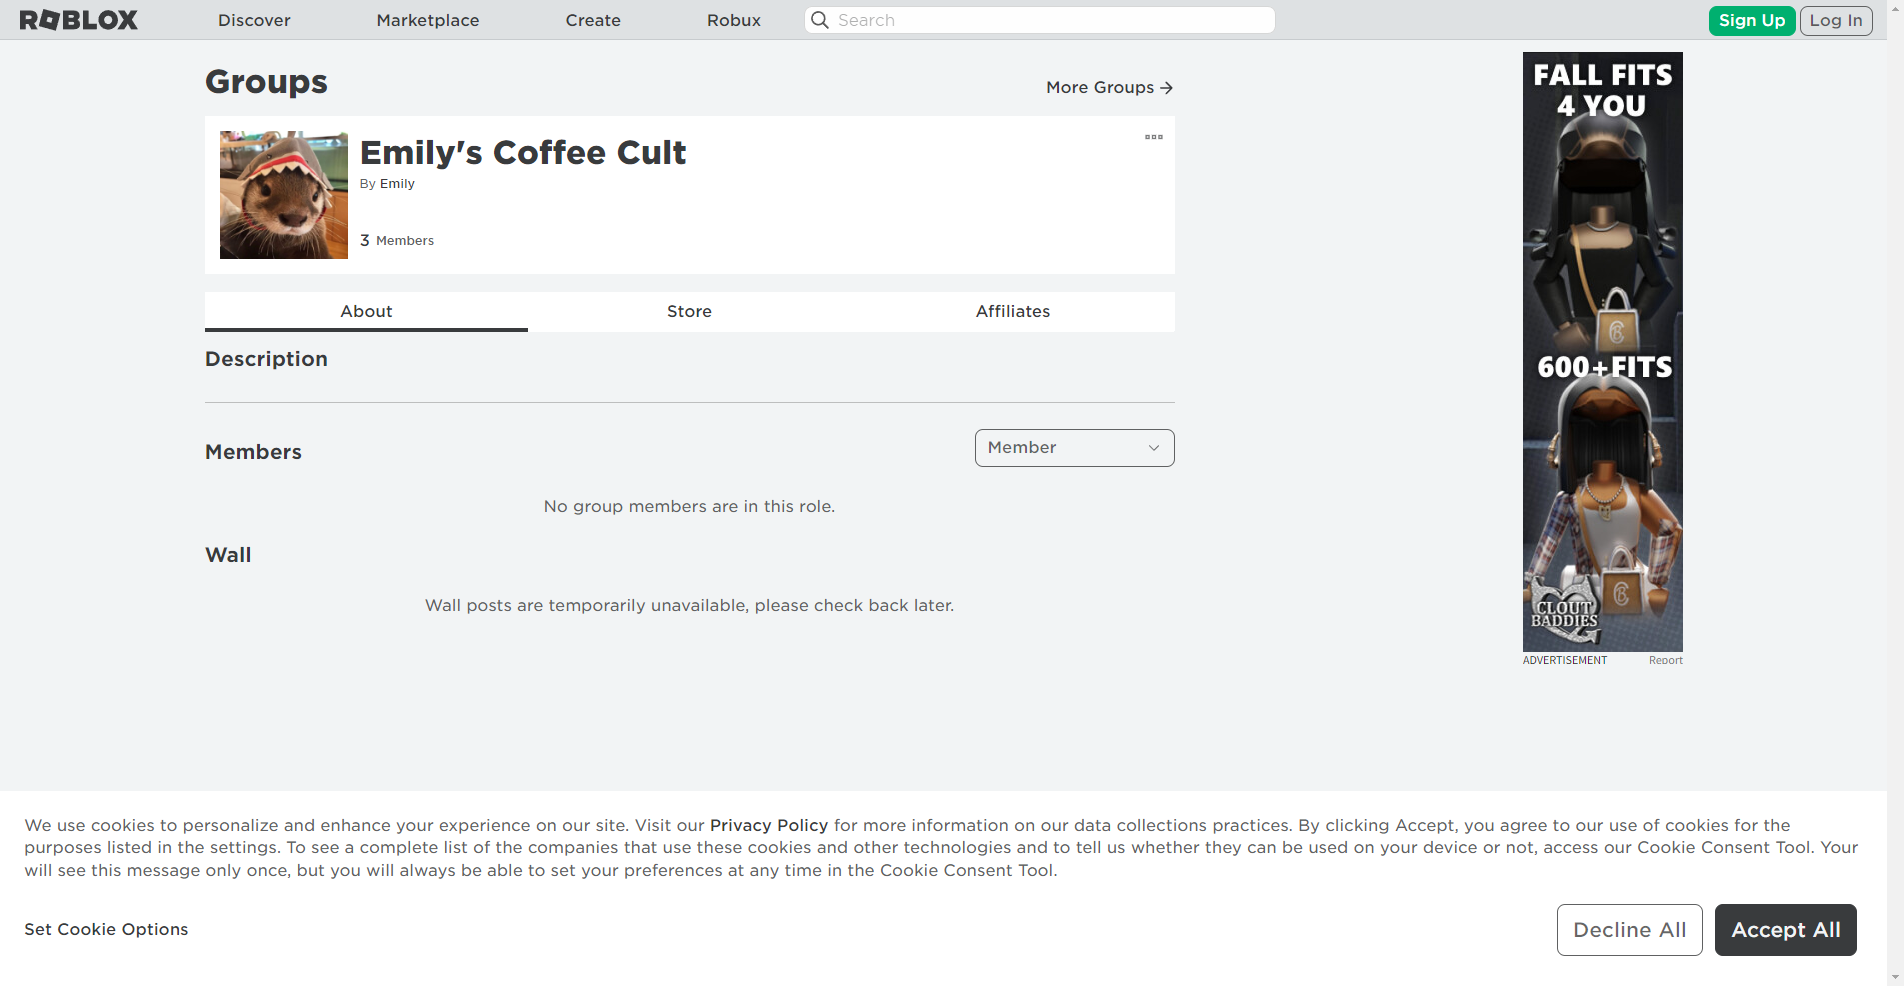 ROBLOX
Discover
Marketplace
Create
Robux
Search
Sign Up
Log In
Groups
More Groups
Emily's Coffee Cult
By Emily
3 Members
About
Store
Affiliates
Description
Members
Member
No group members are in this role.
Wall
Wall posts are temporarily unavailable, please check back later.
FALL FITS
4 YOU
600+FITS
CLOUT
BADDIES
ADVERTISEMENT
Report
We use cookies to personalize and enhance your experience on our site. Visit our Privacy Policy for more information on our data collections practices. By clicking Accept, you agree to our use of cookies for the
purposes listed in the settings. To see a complete list of the companies that use these cookies and other technologies and to tell us whether they can be used on your device or not, access our Cookie Consent Tool. Your
will see this message only once, but you will always be able to set your preferences at any time in the Cookie Consent Tool.
Set Cookie Options
Decline All
Accept All